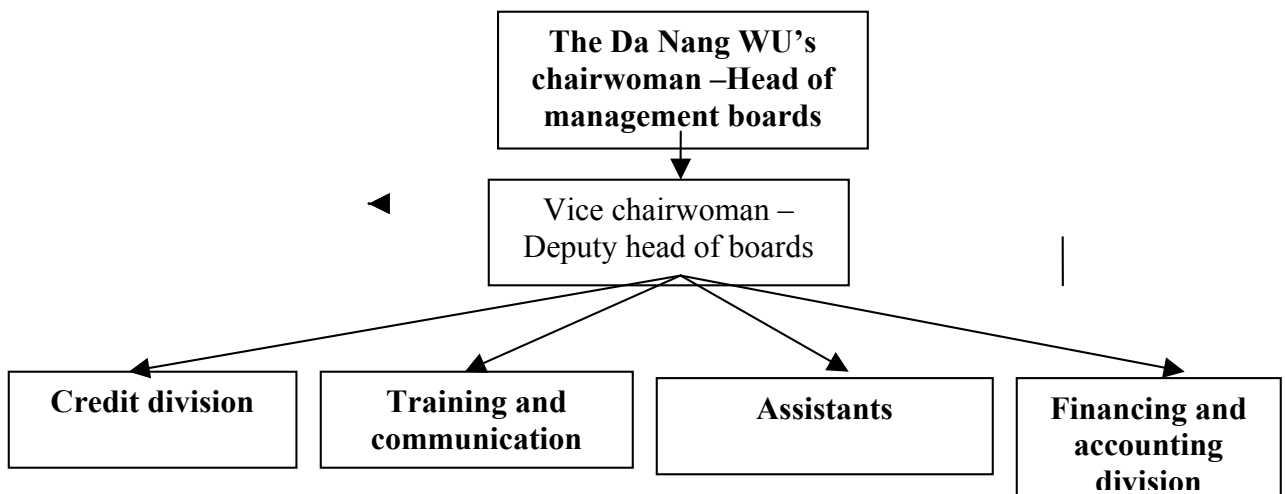 The Da Nang WU’s
chairwoman –Head of
management boards
Vice chairwoman –
Deputy head of boards
Credit division
Training and
communication
Assistants
Financing and
accounting
division